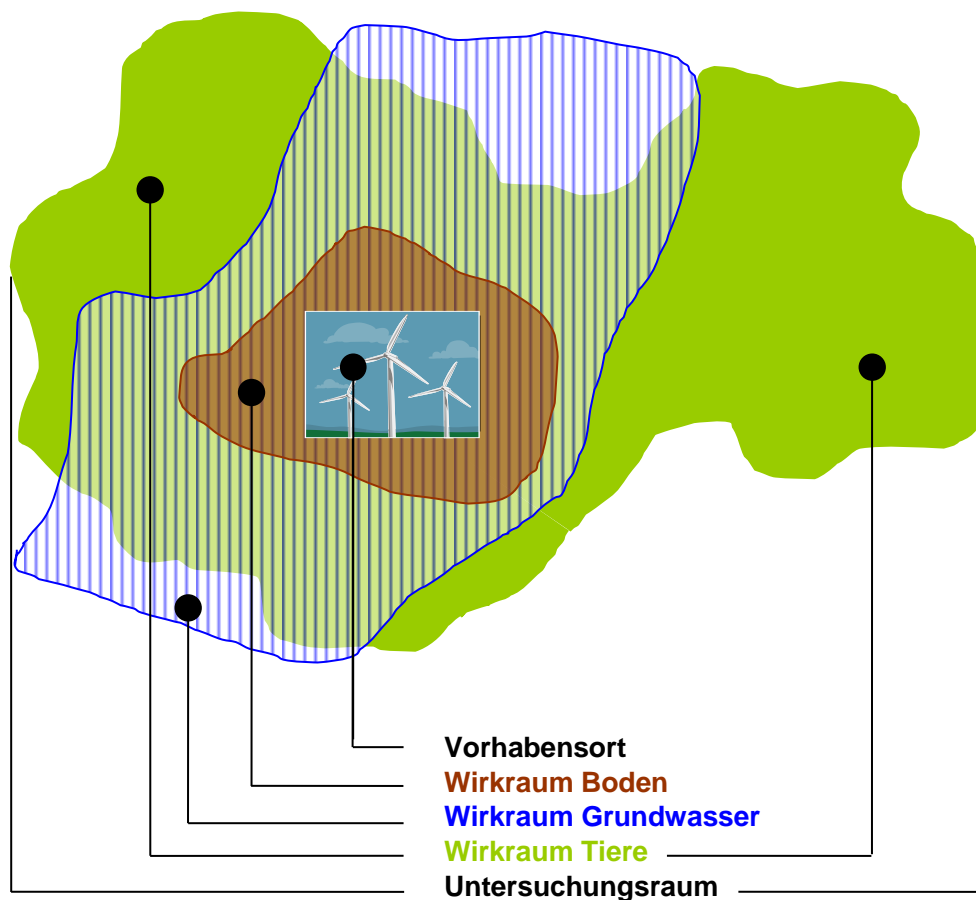 Vorhabensort
Wirkraum Boden
Wirkraum Grundwasser
Wirkraum Tiere
Untersuchungsraum